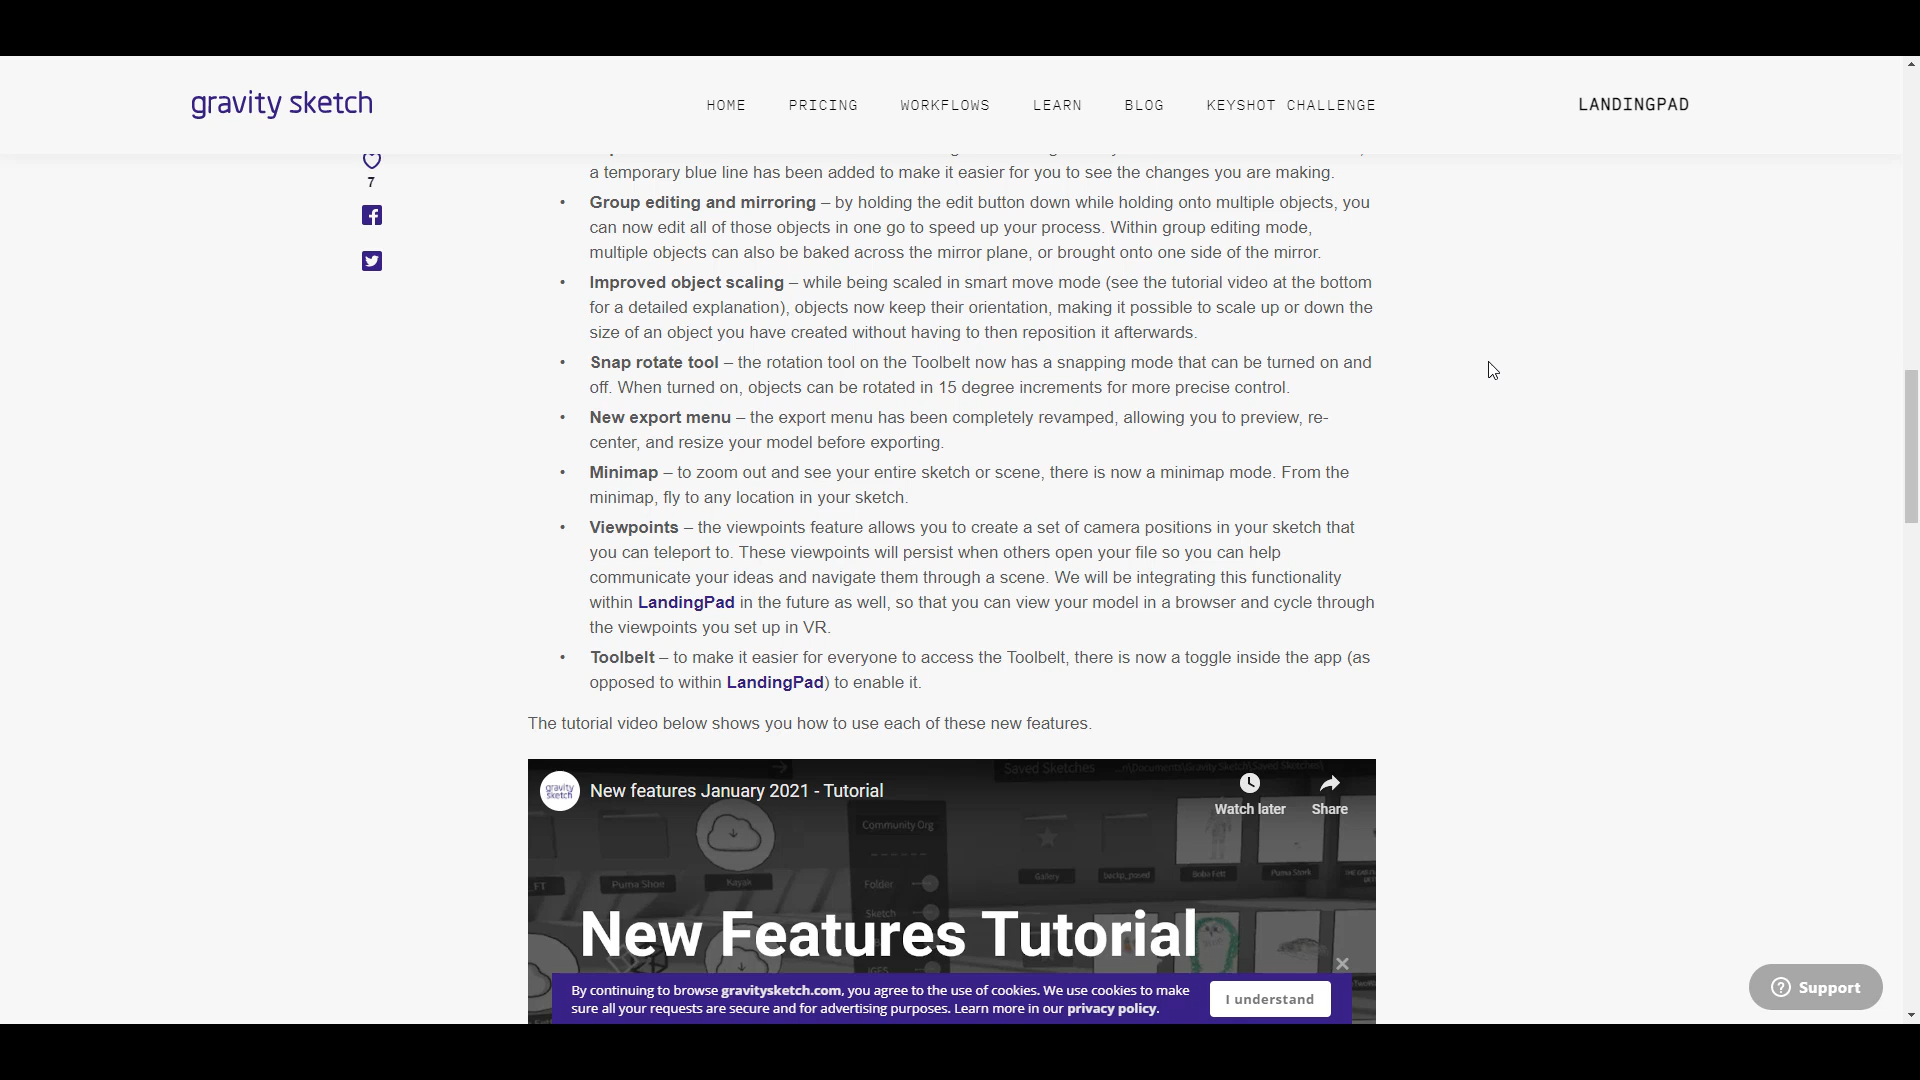 gravity sketch
HOME PRICING WORKFLOWS LEARN BLOG KEYSHOT CHALLENGE LANDINGPAD
7
a temporary blue line has been added to make it easier for you to see the changes you are making.
• Group editing and mirroring – by holding the edit button down while holding onto multiple objects, you
can now edit all of those objects in one go to speed up your process. Within group editing mode,
multiple objects can also be baked across the mirror plane, or brought onto one side of the mirror.
• Improved object scaling – while being scaled in smart move mode (see the tutorial video at the bottom
for a detailed explanation), objects now keep their orientation, making it possible to scale up or down the
size of an object you have created without having to then reposition it afterwards.
• Snap rotate tool – the rotation tool on the Toolbelt now has a snapping mode that can be turned on and
off. When turned on, objects can be rotated in 15 degree increments for more precise control.
• New export menu – the export menu has been completely revamped, allowing you to preview, re-
center, and resize your model before exporting.
• Minimap – to zoom out and see your entire sketch or scene, there is now a minimap mode. From the
minimap, fly to any location in your sketch.
• Viewpoints – the viewpoints feature allows you to create a set of camera positions in your sketch that
you can teleport to. These viewpoints will persist when others open your file so you can help
communicate your ideas and navigate them through a scene. We will be integrating this functionality
within LandingPad in the future as well, so that you can view your model in a browser and cycle through
the viewpoints you set up in VR.
• Toolbelt – to make it easier for everyone to access the Toolbelt, there is now a toggle inside the app (as
opposed to within LandingPad) to enable it.
The tutorial video below shows you how to use each of these new features.
Saved Sketches
gravity sketch
New features January 2021 - Tutorial
Watch later Share
Community Org
Puma Shoe Kayak Folder Gallery Boba Fett Puma Stork
Sketch
New Features Tutorial
IGES
By continuing to browse gravitysketch.com, you agree to the use of cookies. We use cookies to make
sure all your requests are secure and for advertising purposes. Learn more in our privacy policy.
I understand
Support